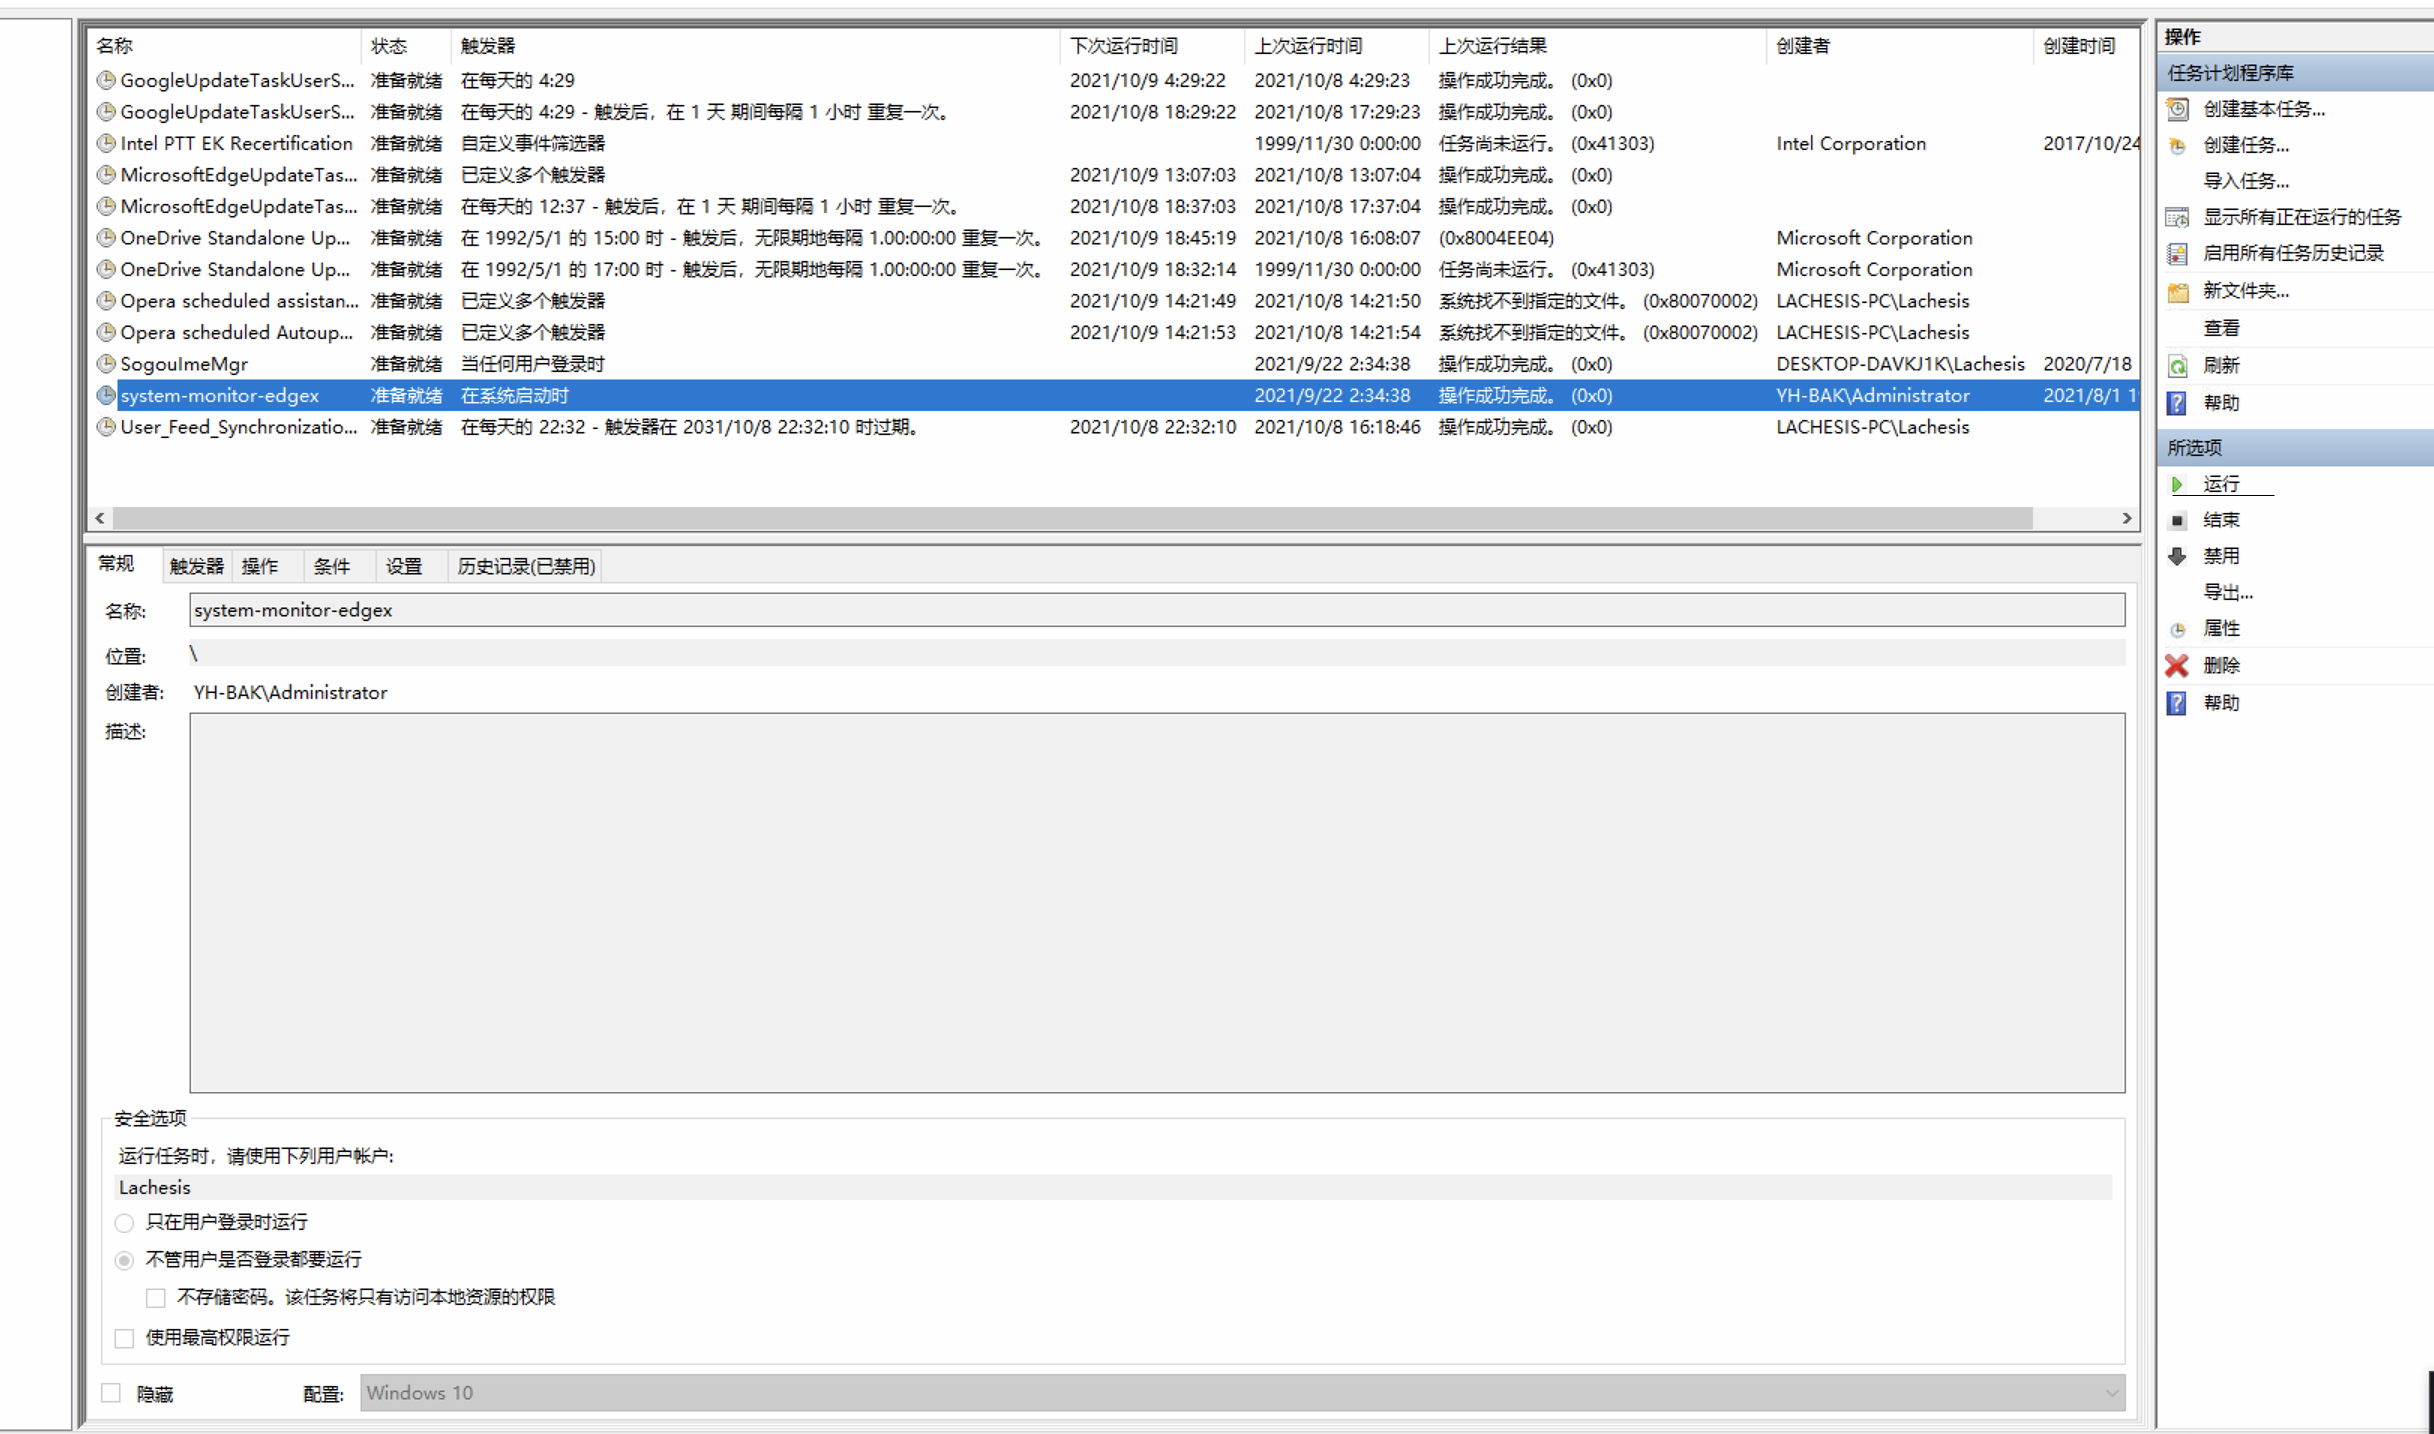 名称 状态 触发器 下次运行时间 上次运行时间 上次运行结果 创建者 创建时间
GoogleUpdateTaskUserS... 准备就绪 在每天的 4:29 2021/10/9 4:29:22 2021/10/8 4:29:23 操作成功完成。 (0x0)
GoogleUpdateTaskUserS... 准备就绪 在每天的 4:29 - 触发后，在 1 天 期间每隔 1 小时 重复一次。 2021/10/8 18:29:22 2021/10/8 17:29:23 操作成功完成。 (0x0)
Intel PTT EK Recertification 准备就绪 自定义事件筛选器 1999/11/30 0:00:00 任务尚未运行。 (0x41303) Intel Corporation 2017/10/24
MicrosoftEdgeUpdateTas... 准备就绪 已定义多个触发器 2021/10/9 13:07:03 2021/10/8 13:07:04 操作成功完成。 (0x0)
MicrosoftEdgeUpdateTas... 准备就绪 在每天的 12:37 - 触发后，在 1 天 期间每隔 1 小时 重复一次。 2021/10/8 18:37:03 2021/10/8 17:37:04 操作成功完成。 (0x0)
OneDrive Standalone Up... 准备就绪 在 1992/5/1 的 15:00 时 - 触发后，无限期地每隔 1.00:00:00 重复一次。 2021/10/9 18:45:19 2021/10/8 16:08:07 (0x8004EE04) Microsoft Corporation
OneDrive Standalone Up... 准备就绪 在 1992/5/1 的 17:00 时 - 触发后，无限期地每隔 1.00:00:00 重复一次。 2021/10/9 18:32:14 1999/11/30 0:00:00 任务尚未运行。 (0x41303) Microsoft Corporation
Opera scheduled assistan... 准备就绪 已定义多个触发器 2021/10/9 14:21:49 2021/10/8 14:21:50 系统找不到指定的文件。 (0x80070002) LACHESIS-PC\Lachesis
Opera scheduled Autoup... 准备就绪 已定义多个触发器 2021/10/9 14:21:53 2021/10/8 14:21:54 系统找不到指定的文件。 (0x80070002) LACHESIS-PC\Lachesis
SogouImeMgr 准备就绪 当任何用户登录时 2021/9/22 2:34:38 操作成功完成。 (0x0) DESKTOP-DAVKJ1K\Lachesis 2020/7/18
system-monitor-edgex 准备就绪 在系统启动时 2021/9/22 2:34:38 操作成功完成。 (0x0) YH-BAK\Administrator 2021/8/1 1
User_Feed_Synchronizatio... 准备就绪 在每天的 22:32 - 触发器在 2031/10/8 22:32:10 时过期。 2021/10/8 22:32:10 2021/10/8 16:18:46 操作成功完成。 (0x0) LACHESIS-PC\Lachesis
常规 触发器 操作 条件 设置 历史记录(已禁用)
名称: system-monitor-edgex
位置: \
创建者: YH-BAK\Administrator
描述:
安全选项
运行任务时，请使用下列用户帐户:
Lachesis
只在用户登录时运行
不管用户是否登录都要运行
不存储密码。该任务将只有访问本地资源的权限
使用最高权限运行
隐藏 配置: Windows 10
操作
任务计划程序库
创建基本任务...
创建任务...
导入任务...
显示所有正在运行的任务
启用所有任务历史记录
新文件夹...
查看
刷新
帮助
所选项
运行
结束
禁用
导出...
属性
删除
帮助